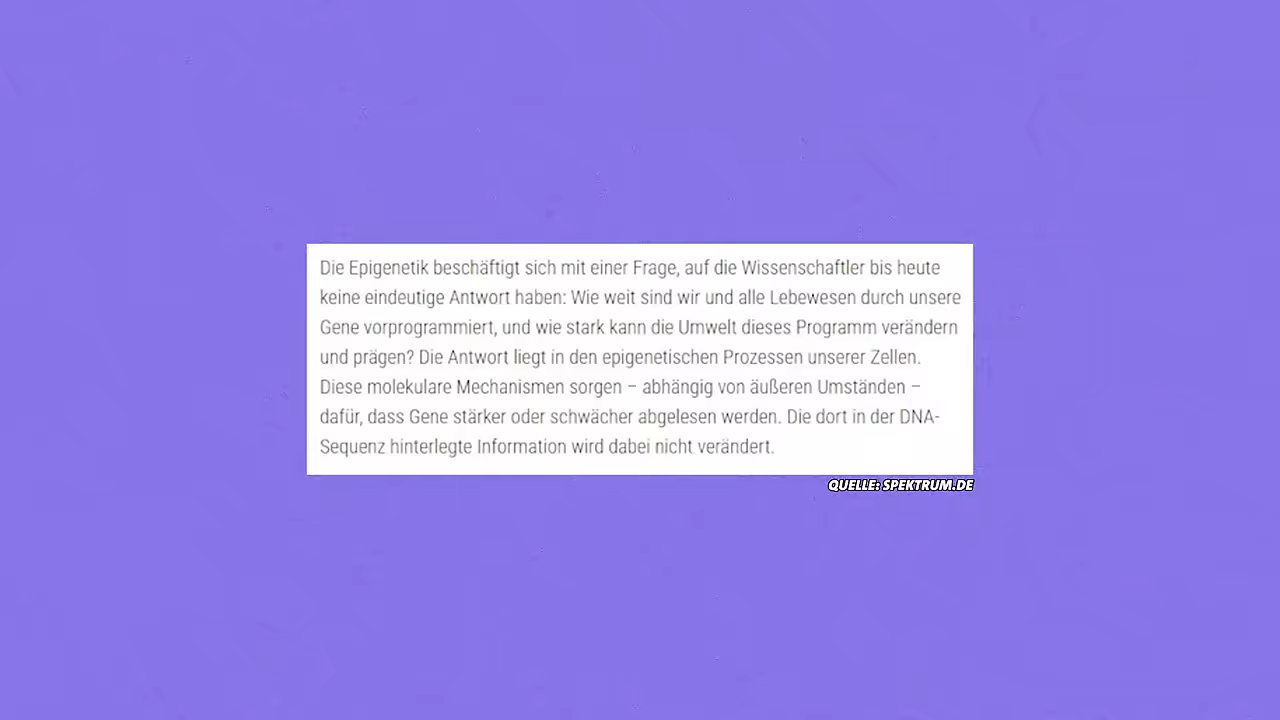 Die Epigenetik beschäftigt sich mit einer Frage, auf die Wissenschaftler bis heute
keine eindeutige Antwort haben: Wie weit sind wir und alle Lebewesen durch unsere
Gene vorprogrammiert, und wie stark kann die Umwelt dieses Programm verändern
und prägen? Die Antwort liegt in den epigenetischen Prozessen unserer Zellen.
Diese molekulare Mechanismen sorgen – abhängig von äußeren Umständen –
dafür, dass Gene stärker oder schwächer abgelesen werden. Die dort in der DNA-
Sequenz hinterlegte Information wird dabei nicht verändert.
QUELLE: SPEKTRUM.DE